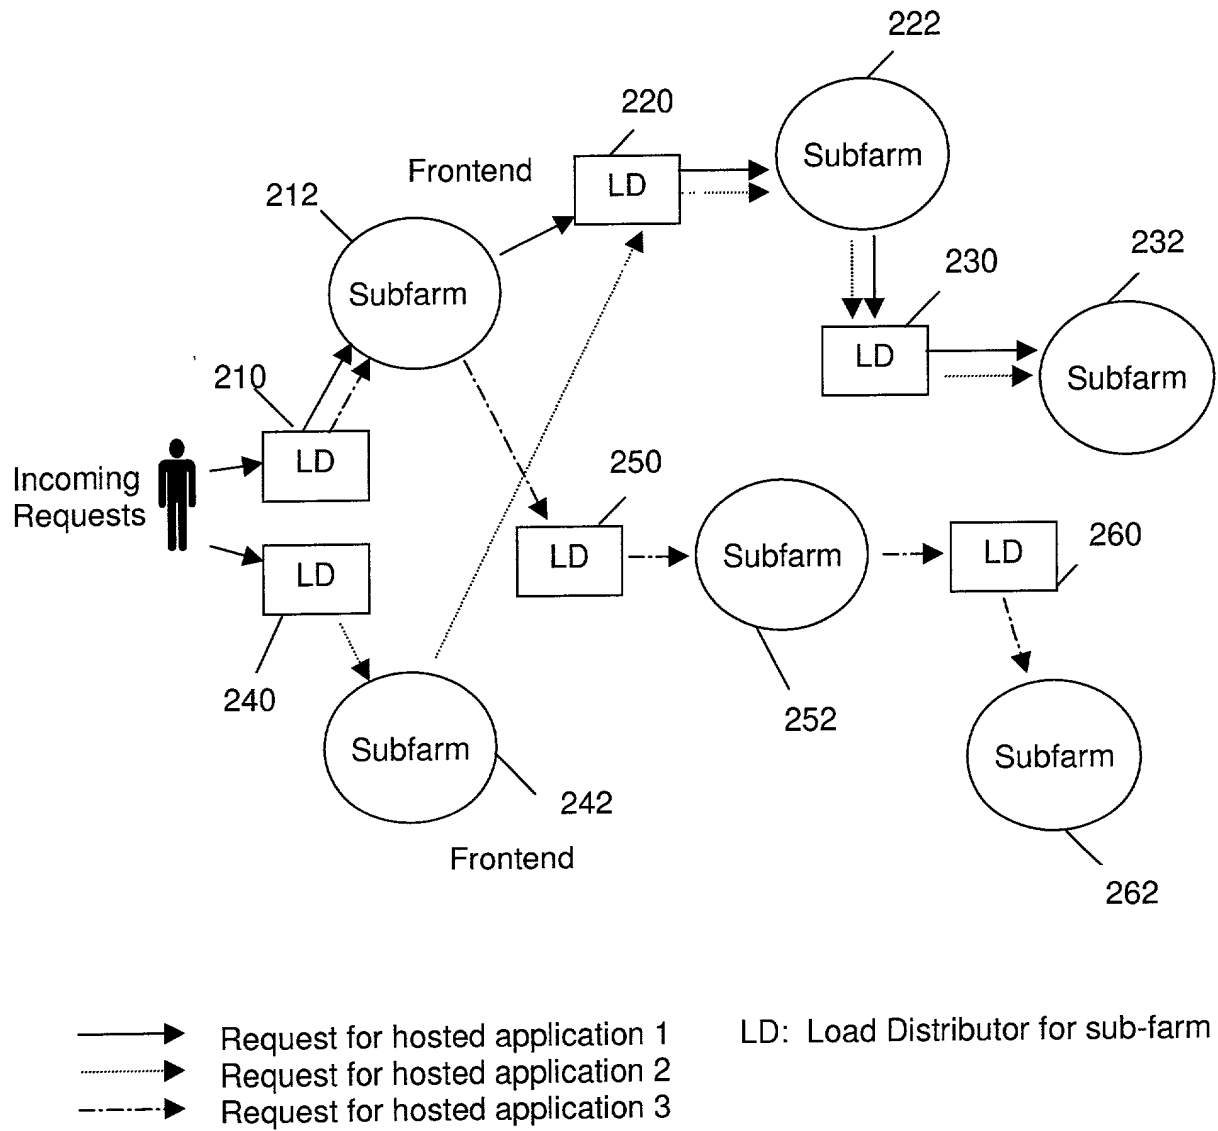 222
220
Subfarm
Frontend
LD
212
232
230
Subfarm
LD
Subfarm
210
LD
250
Incoming
Requests
260
LD
Subfarm
LD
LD
240
252
Subfarm
Subfarm
242
Frontend
262
Request for hosted application 1
LD: Load Distributor for sub-farm
Request for hosted application 2
Request for hosted application 3